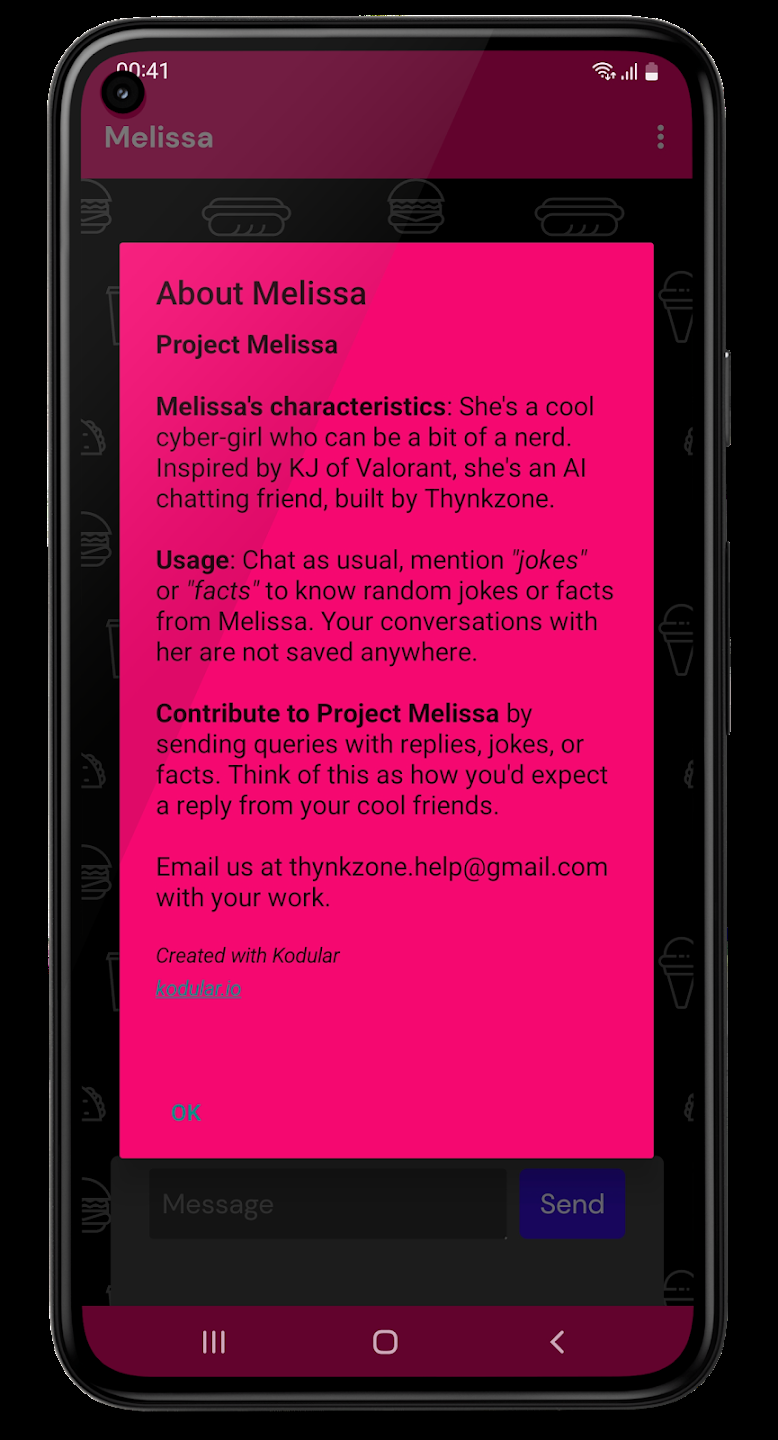 00:41
Melissa
About Melissa
Project Melissa
Melissa's characteristics: She's a cool
cyber-girl who can be a bit of a nerd.
Inspired by KJ of Valorant, she's an AI
chatting friend, built by Thynkzone.
Usage: Chat as usual, mention "jokes"
or "facts" to know random jokes or facts
from Melissa. Your conversations with
her are not saved anywhere.
Contribute to Project Melissa by
sending queries with replies, jokes, or
facts. Think of this as how you'd expect
a reply from your cool friends.
Email us at thynkzone.help@gmail.com
with your work.
Created with Kodular
kodular.io
OK
Message
Send